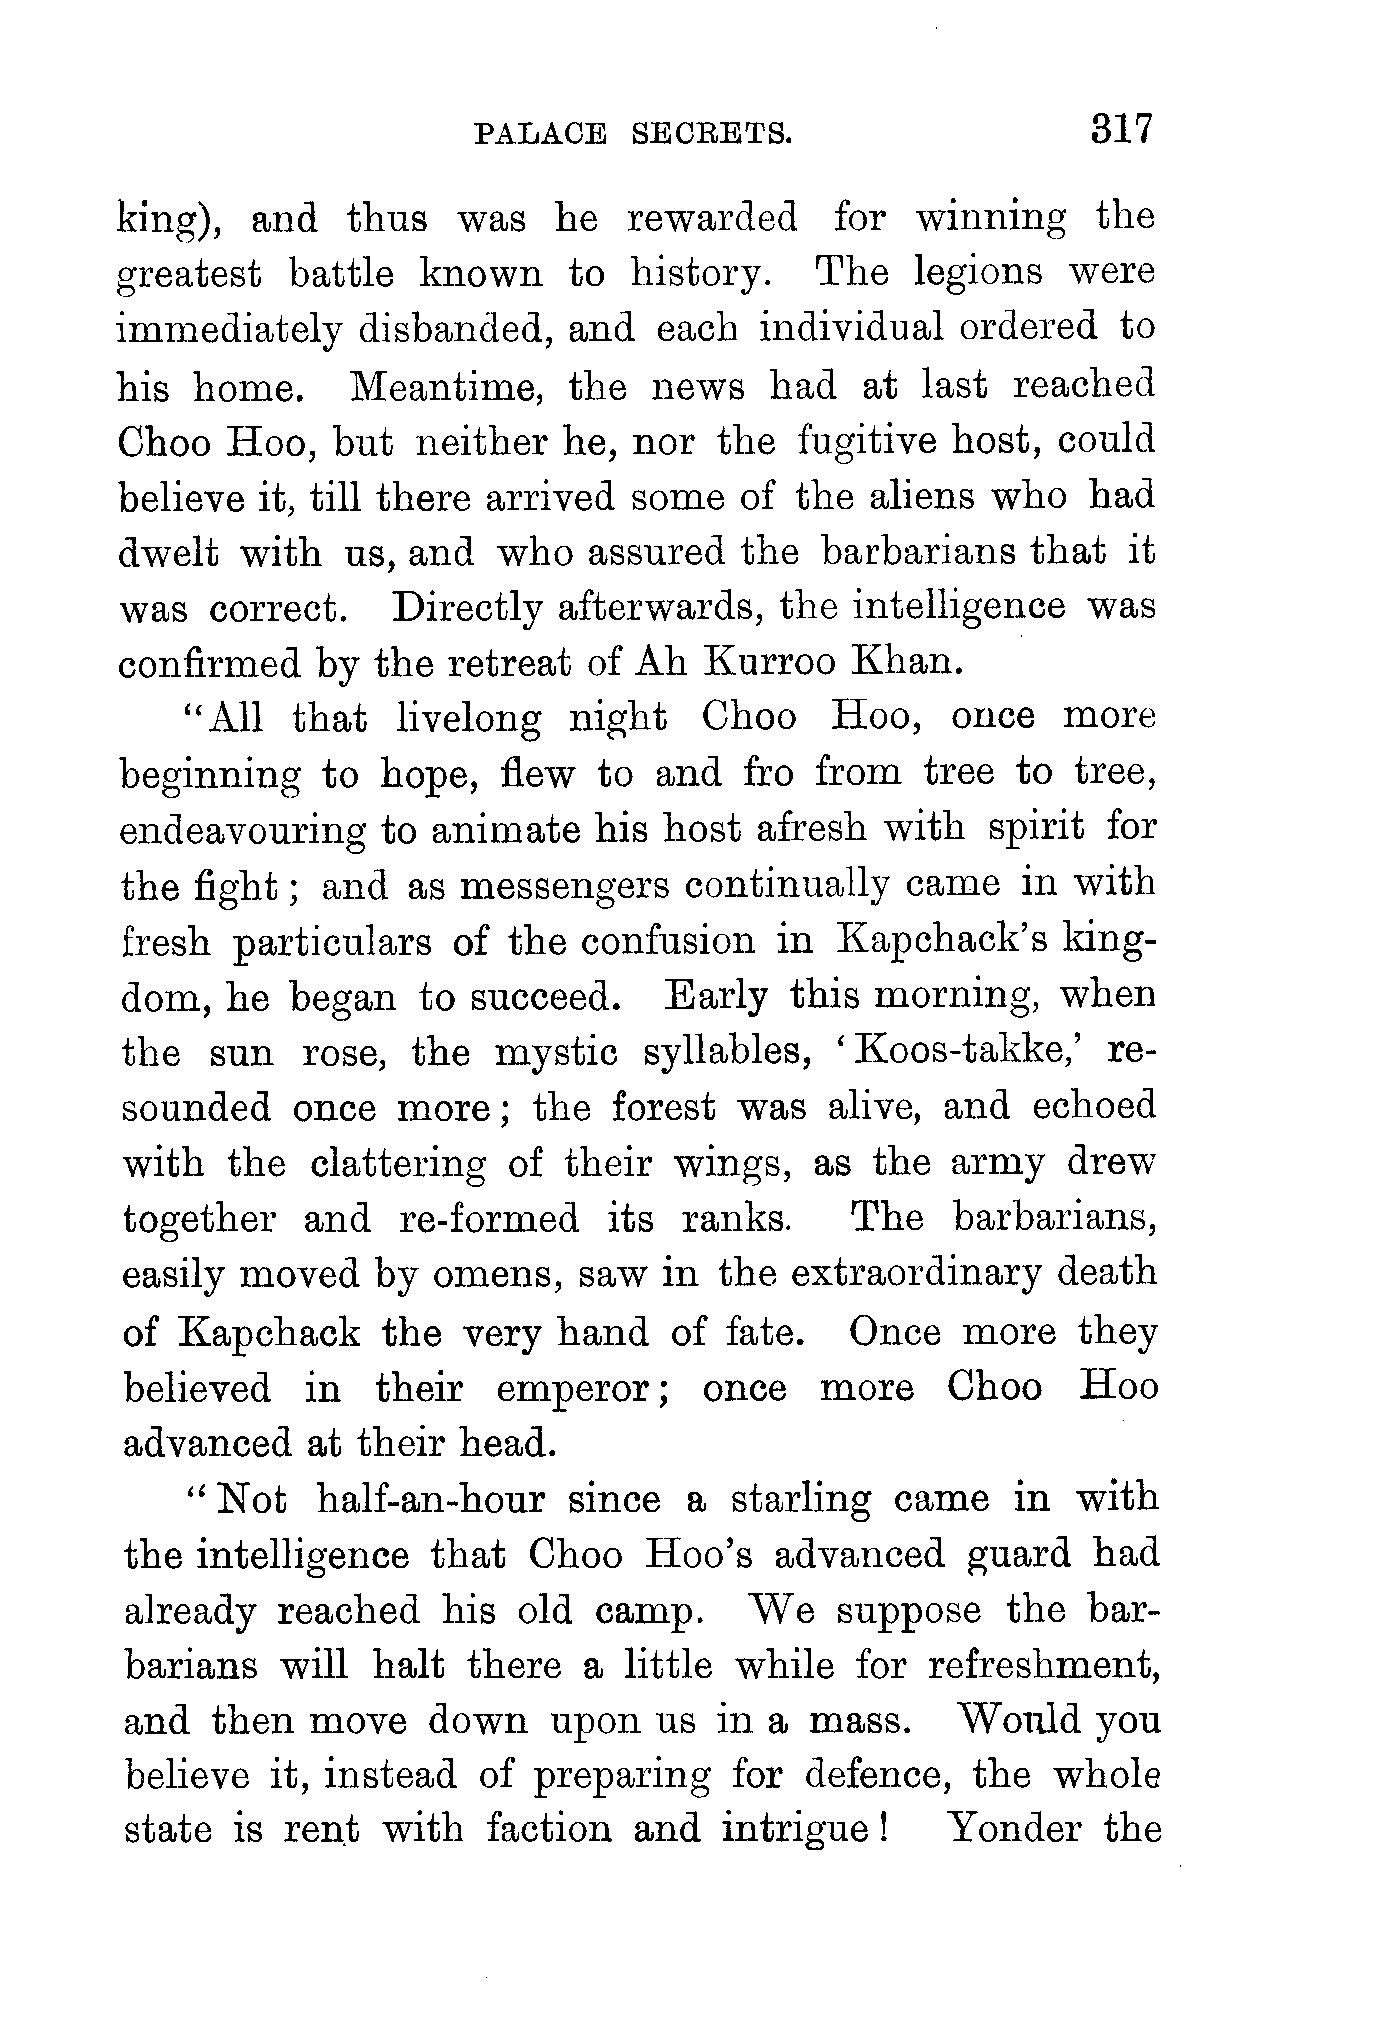 PALACE SECRETS. 317
king), and thus was he rewarded for winning the
greatest battle known to history. The legions were
immediately disbanded, and each individual ordered to
his home. Meantime, the news had at last reached
Choo Hoo, but neither he, nor the fugitive host, could
believe it, till there arrived some of the aliens who had
dwelt with us, and who assured the barbarians that it
was correct. Directly afterwards, the intelligence was
confirmed by the retreat of Ah Kurroo Khan.
"All that livelong night Choo Hoo, once more
beginning to hope, flew to and fro from tree to tree,
endeavouring to animate his host afresh with spirit for
the fight; and as messengers continually came in with
fresh particulars of the confusion in Kapchack's king-
dom, he began to succeed. Early this morning, when
the sun rose, the mystic syllables, 'Koos-takke,' re-
sounded once more; the forest was alive, and echoed
with the clattering of their wings, as the army drew
together and re-formed its ranks. The barbarians,
easily moved by omens, saw in the extraordinary death
of Kapchack the very hand of fate. Once more they
believed in their emperor; once more Choo Hoo
advanced at their head.
"Not half-an-hour since a starling came in with
the intelligence that Choo Hoo's advanced guard had
already reached his old camp. We suppose the bar-
barians will halt there a little while for refreshment,
and then move down upon us in a mass. Would you
believe it, instead of preparing for defence, the whole
state is rent with faction and intrigue! Yonder the